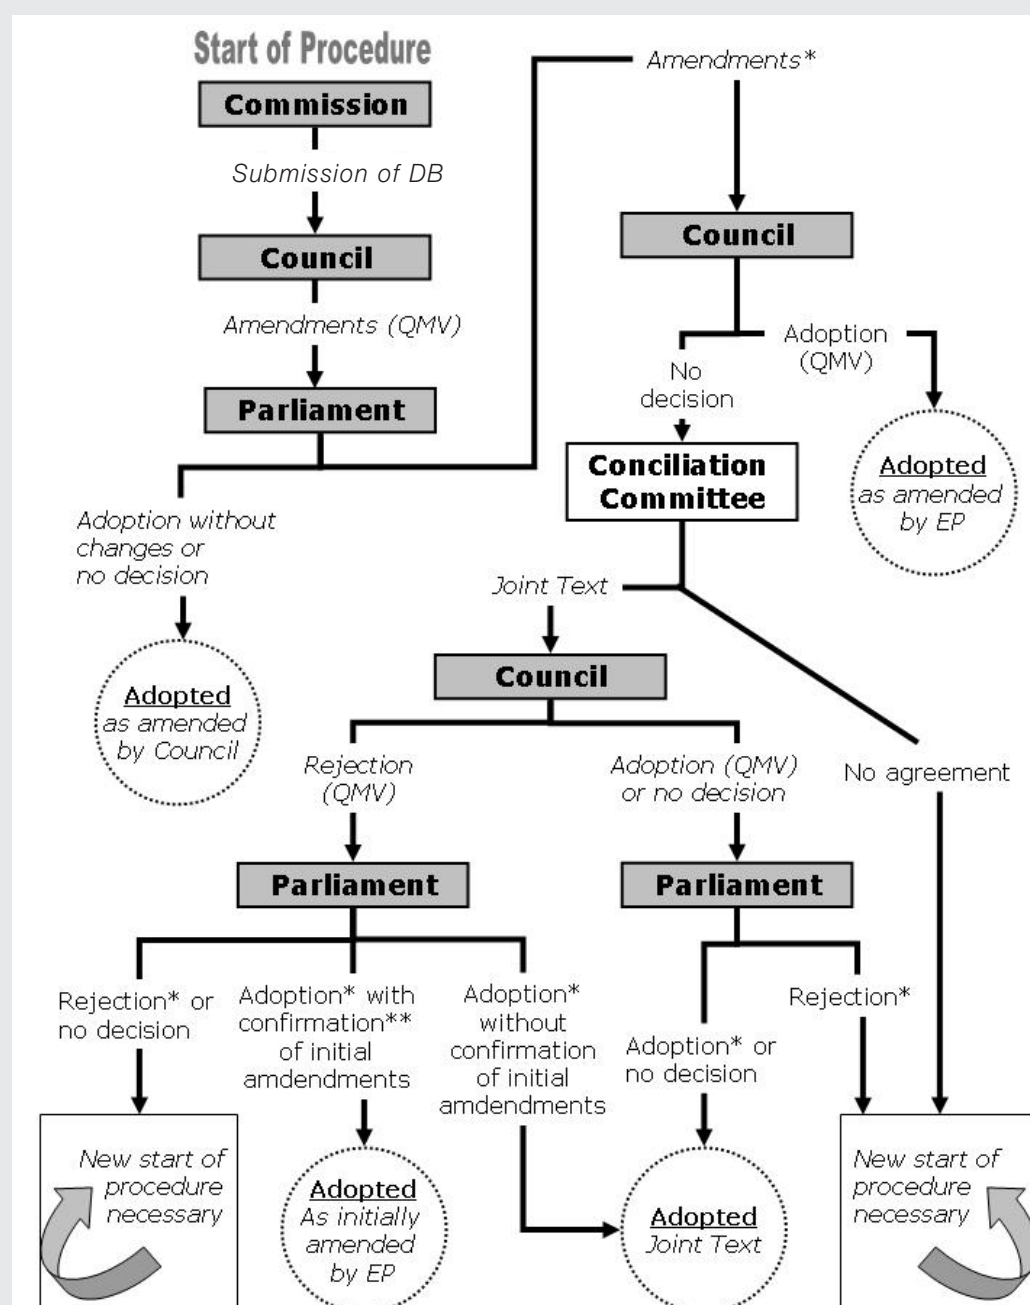 Start of Procedure
Commission
Submission of DB
Council
Amendments (QMV)
Parliament
Adoption without
changes or
no decision
Adopted
as amended
by Council
Amendments*
Council
Adoption
(QMV)
No
decision
Adopted
as amended
by EP
Conciliation
Committee
Joint Text
No agreement
Council
Rejection
(QMV)
Adoption (QMV)
or no decision
Parliament
Parliament
Rejection* or
no decision
Adoption* with
confirmation**
of initial
amdendments
Adoption*
without
confirmation
of initial
amdendments
Adoption* or
no decision
Rejection*
New start of
procedure
necessary
Adopted
As initially
amended
by EP
Adopted
Joint Text
New start of
procedure
necessary